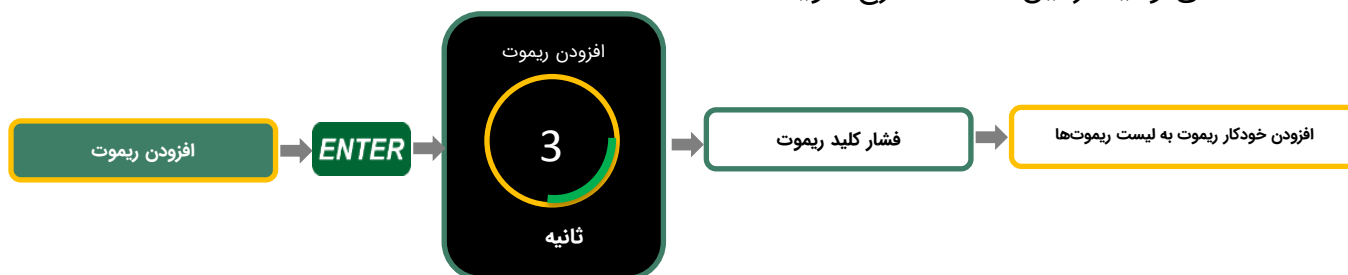 افزودن ریموت
ENTER
افزودن ریموت
3
ثانیه
فشار کلید ریموت
افزودن خودکار ریموت به لیست ریموت‌ها